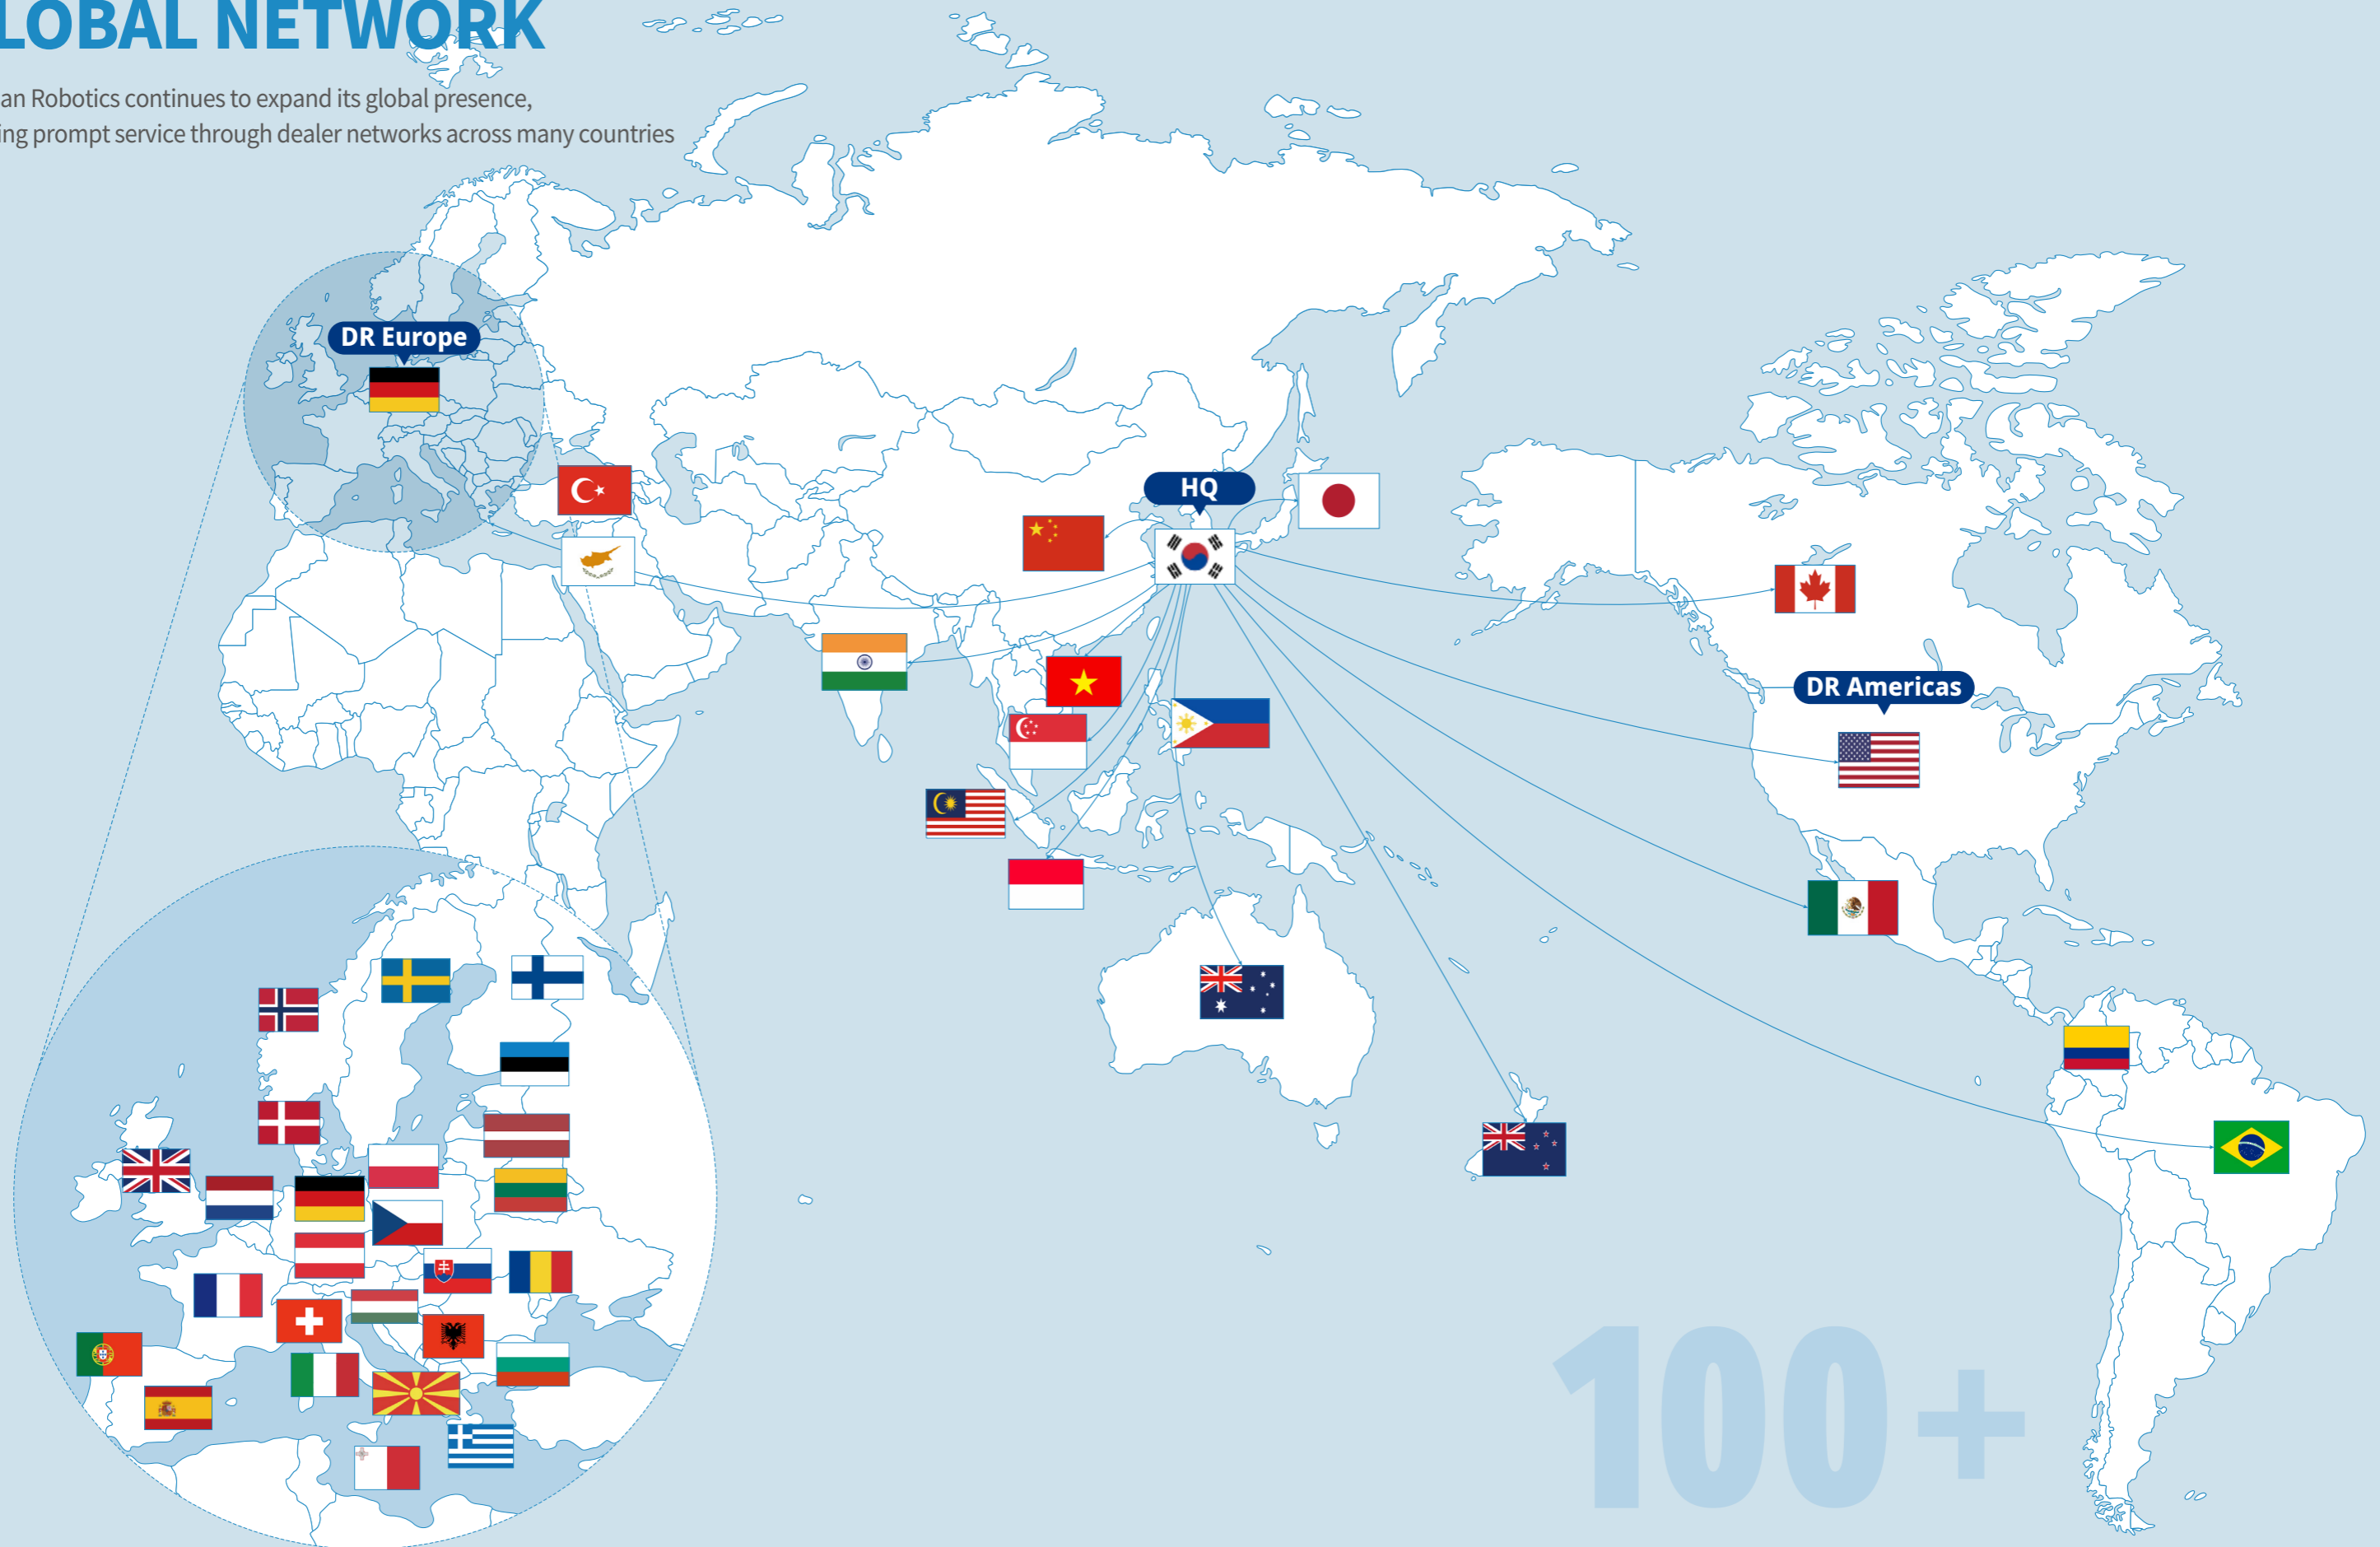 LOBAL NETWORK
an Robotics continues to expand its global presence,
ing prompt service through dealer networks across many countries
DR Europe
HQ
DR Americas
100+